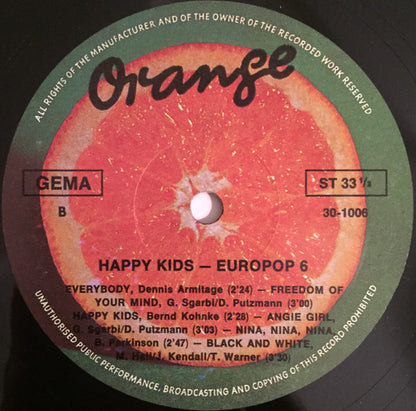 ALL RIGHTS OF THE MANUFACTURER AND OF THE OWNER OF THE RECORDED WORK RESERVED
Orange
GEMA
ST 33 1/3
B
30-1006
HAPPY KIDS – EUROPOP 6
EVERYBODY, Dennis Armitage (2'24) – FREEDOM OF
YOUR MIND, G. Sgarbi/D. Putzmann (3'00)
HAPPY KIDS, Bernd Kohnke (2'28) – ANGIE GIRL,
G. Sgarbi/D. Putzmann (3'03) – NINA, NINA, NINA,
B. Parkinson (2'47) – BLACK AND WHITE,
M. Hall/J. Kendall/T. Warner (3'30)
UNAUTHORISED PUBLIC PERFORMANCE, BROADCASTING AND COPYING OF THIS RECORD PROHIBITED